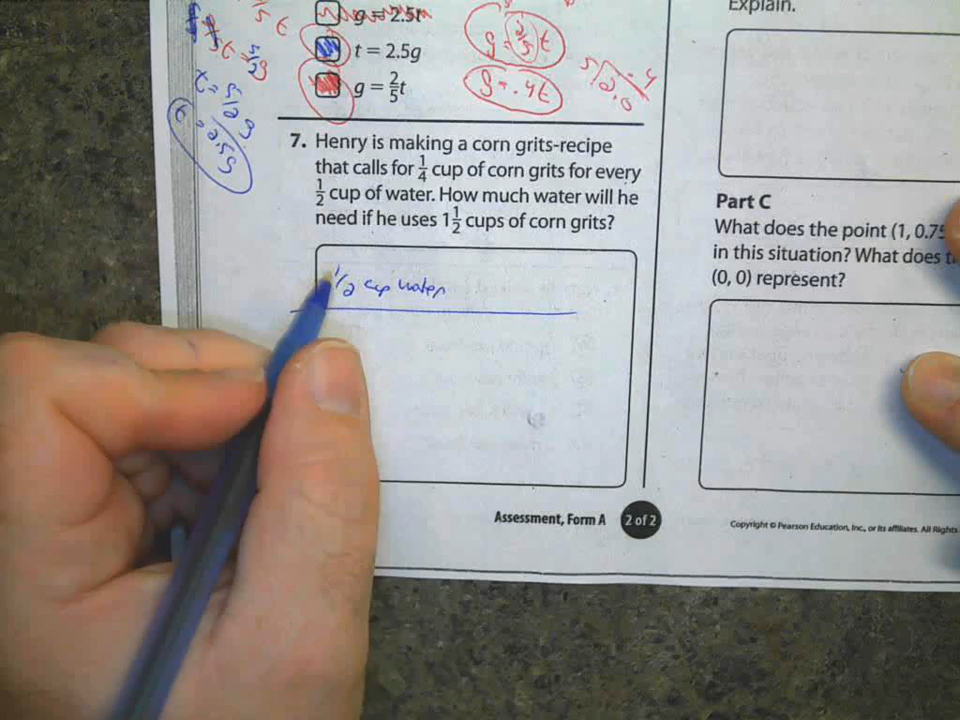 g = 2.5t
t = 2.5g
g = 2/5 t
g = .4t
7. Henry is making a corn grits-recipe
that calls for 1/4 cup of corn grits for every
1/2 cup of water. How much water will he
need if he uses 1 1/2 cups of corn grits?
1/2 cup water
Assessment, Form A 2 of 2
Explain.
Part C
What does the point (1, 0.75
in this situation? What does
(0, 0) represent?
Copyright © Pearson Education, Inc., or its affiliates. All Rights